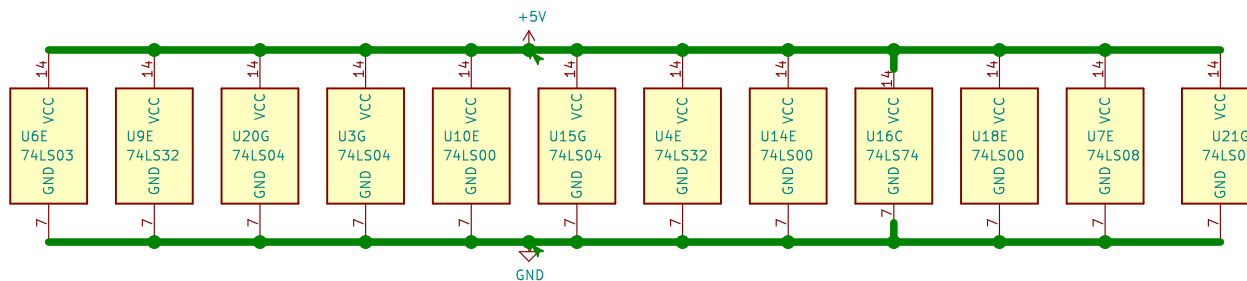 +5V
14 14 14 14 14 14 14 14 14 14 14 14
VCC VCC VCC VCC VCC VCC VCC VCC VCC VCC VCC VCC
U6E U9E U20G U3G U10E U15G U4E U14E U16C U18E U7E U21G
74LS03 74LS32 74LS04 74LS04 74LS00 74LS04 74LS32 74LS00 74LS74 74LS00 74LS08
GND GND GND GND GND GND GND GND GND GND GND GND
7 7 7 7 7 7 7 7 7 7 7 7
GND